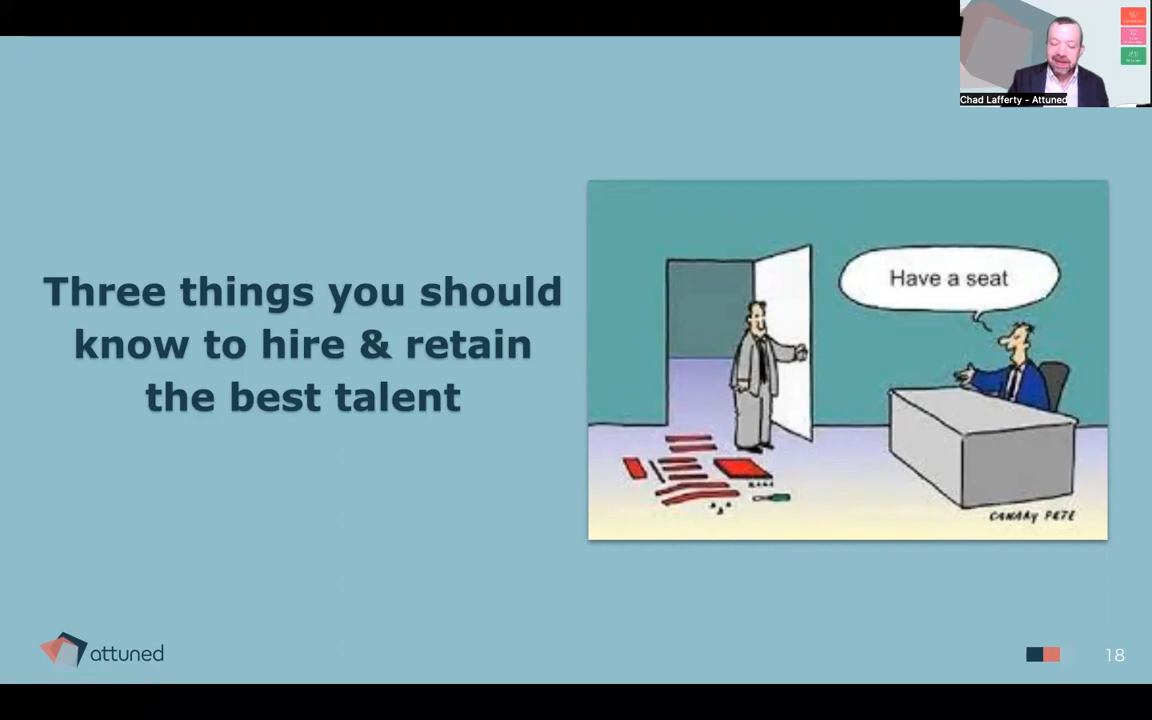 Chad Lafferty - Attuned
Three things you should
know to hire & retain
the best talent
Have a seat
CANARY PETE
attuned
18